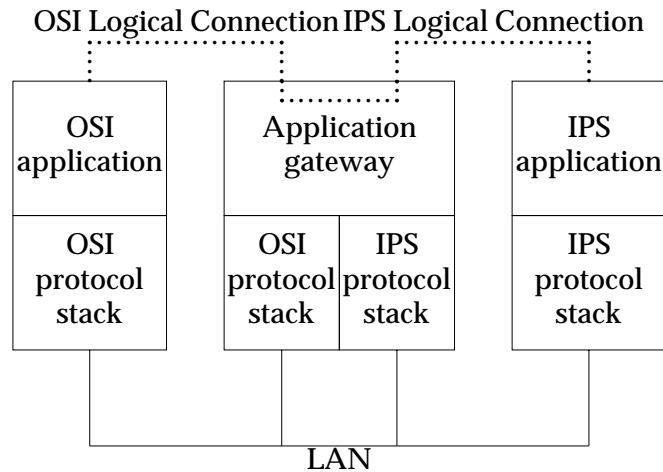 OSI Logical Connection IPS Logical Connection
OSI
application
Application
gateway
IPS
application
OSI
protocol
stack
OSI
protocol
stack
IPS
protocol
stack
IPS
protocol
stack
LAN